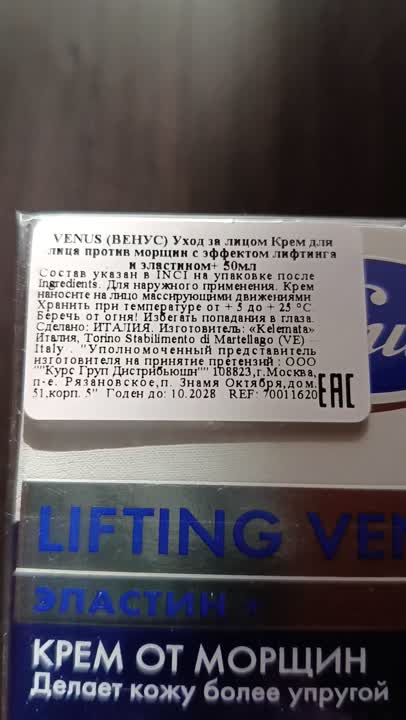 VENUS (ВЕНУС) Уход за лицом Крем для
лица против морщин с эффектом лифтинга
и эластином+ 50мл
Состав указан в INCI на упаковке после
Ingredients. Для наружного применения. Крем
наносите на лицо массирующими движениями
Хранить при температуре от + 5 до + 25 °C
Беречь от огня! Избегать попадания в глаза.
Сделано: ИТАЛИЯ. Изготовитель: «Kelemata»
Италия, Torino Stabilimento di Martellago (VE) –
Italy . "Уполномоченный представитель
изготовителя на принятие претензий : ООО
""Курс Груп Дистрибьюшн"" 108823,г.Москва,
п-е. Рязановское,п. Знамя Октября,дом.
51,корп. 5" Годен до: 10.2028 REF: 70011620
EAC
LIFTING VEN
ЭЛАСТИН +
КРЕМ ОТ МОРЩИН
Делает кожу более упругой